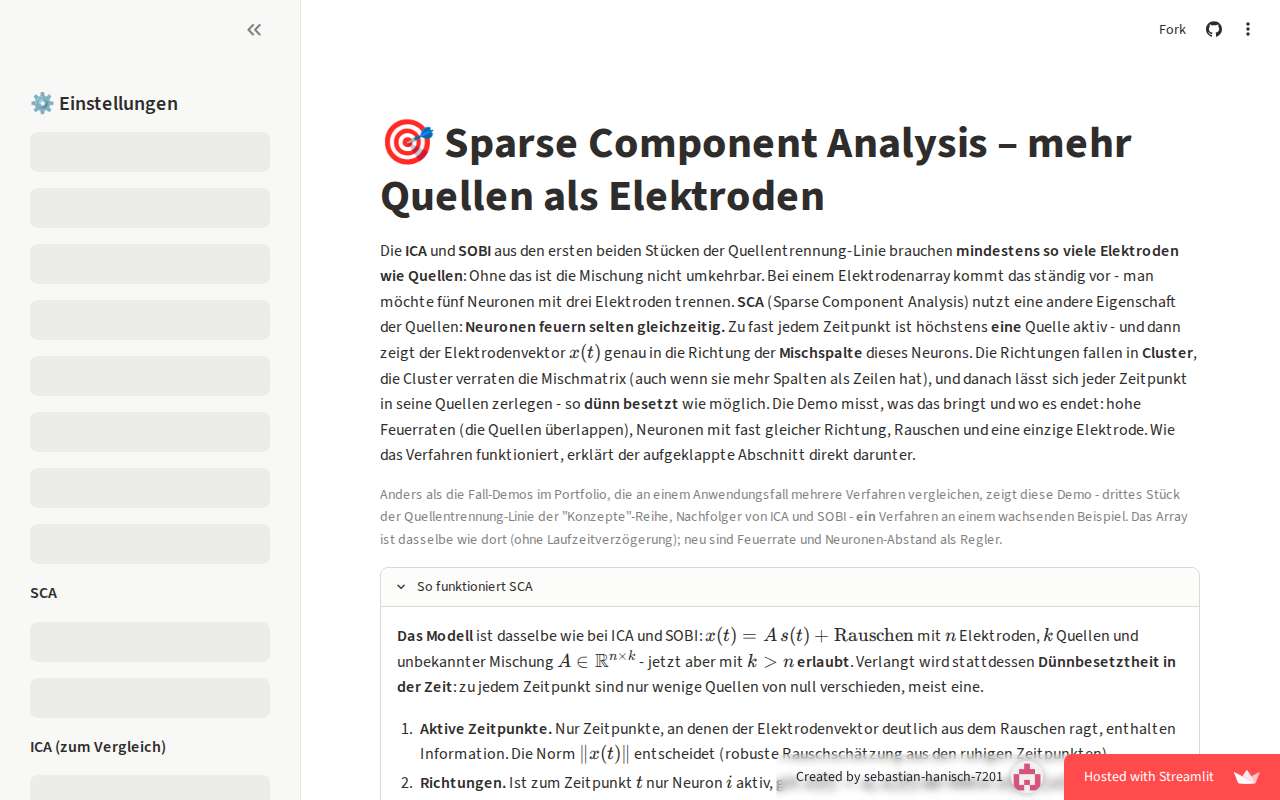 Fork
⚙️ Einstellungen
SCA
ICA (zum Vergleich)
🎯 Sparse Component Analysis – mehr
Quellen als Elektroden
Die ICA und SOBI aus den ersten beiden Stücken der Quellentrennung-Linie brauchen mindestens so viele Elektroden
wie Quellen: Ohne das ist die Mischung nicht umkehrbar. Bei einem Elektrodenarray kommt das ständig vor - man
möchte fünf Neuronen mit drei Elektroden trennen. SCA (Sparse Component Analysis) nutzt eine andere Eigenschaft
der Quellen: Neuronen feuern selten gleichzeitig. Zu fast jedem Zeitpunkt ist höchstens eine Quelle aktiv - und dann
zeigt der Elektrodenvektor x(t) genau in die Richtung der Mischspalte dieses Neurons. Die Richtungen fallen in Cluster,
die Cluster verraten die Mischmatrix (auch wenn sie mehr Spalten als Zeilen hat), und danach lässt sich jeder Zeitpunkt
in seine Quellen zerlegen - so dünn besetzt wie möglich. Die Demo misst, was das bringt und wo es endet: hohe
Feuerraten (die Quellen überlappen), Neuronen mit fast gleicher Richtung, Rauschen und eine einzige Elektrode. Wie
das Verfahren funktioniert, erklärt der aufgeklappte Abschnitt direkt darunter.
Anders als die Fall-Demos im Portfolio, die an einem Anwendungsfall mehrere Verfahren vergleichen, zeigt diese Demo - drittes Stück
der Quellentrennung-Linie der "Konzepte"-Reihe, Nachfolger von ICA und SOBI - ein Verfahren an einem wachsenden Beispiel. Das Array
ist dasselbe wie dort (ohne Laufzeitverzögerung); neu sind Feuerrate und Neuronen-Abstand als Regler.
So funktioniert SCA
Das Modell ist dasselbe wie bei ICA und SOBI: x(t) = A s(t) + Rauschen mit n Elektroden, k Quellen und
unbekannter Mischung A ∈ ℝⁿˣᵏ - jetzt aber mit k > n erlaubt. Verlangt wird stattdessen Dünnbesetztheit in
der Zeit: zu jedem Zeitpunkt sind nur wenige Quellen von null verschieden, meist eine.
1. Aktive Zeitpunkte. Nur Zeitpunkte, an denen der Elektrodenvektor deutlich aus dem Rauschen ragt, enthalten
Information. Die Norm ‖x(t)‖ entscheidet (robuste Rauschschätzung aus den ruhigen Zeitpunkten).
2. Richtungen. Ist zum Zeitpunkt t nur Neuron i aktiv,
Created by sebastian-hanisch-7201
Hosted with Streamlit